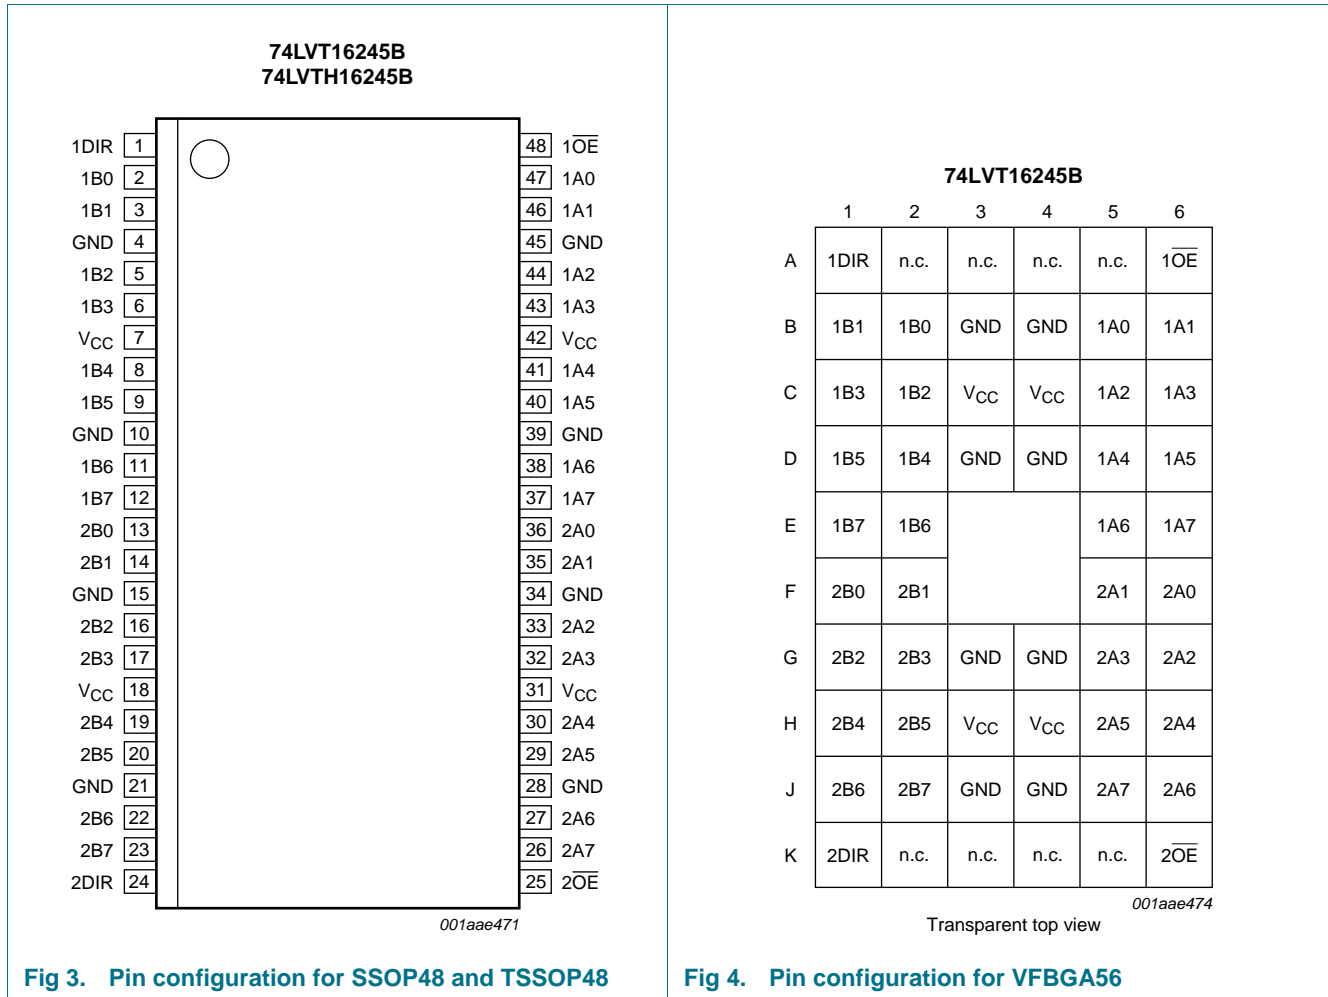 74LVT16245B
74LVTH16245B
1DIR 1 48 1OE
1B0 2 47 1A0
1B1 3 46 1A1
GND 4 45 GND
1B2 5 44 1A2
1B3 6 43 1A3
VCC 7 42 VCC
1B4 8 41 1A4
1B5 9 40 1A5
GND 10 39 GND
1B6 11 38 1A6
1B7 12 37 1A7
2B0 13 36 2A0
2B1 14 35 2A1
GND 15 34 GND
2B2 16 33 2A2
2B3 17 32 2A3
VCC 18 31 VCC
2B4 19 30 2A4
2B5 20 29 2A5
GND 21 28 GND
2B6 22 27 2A6
2B7 23 26 2A7
2DIR 24 25 2OE
001aae471
Fig 3. Pin configuration for SSOP48 and TSSOP48
74LVT16245B
1 2 3 4 5 6
A 1DIR n.c. n.c. n.c. n.c. 1OE
B 1B1 1B0 GND GND 1A0 1A1
C 1B3 1B2 VCC VCC 1A2 1A3
D 1B5 1B4 GND GND 1A4 1A5
E 1B7 1B6 1A6 1A7
F 2B0 2B1 2A1 2A0
G 2B2 2B3 GND GND 2A3 2A2
H 2B4 2B5 VCC VCC 2A5 2A4
J 2B6 2B7 GND GND 2A7 2A6
K 2DIR n.c. n.c. n.c. n.c. 2OE
001aae474
Transparent top view
Fig 4. Pin configuration for VFBGA56